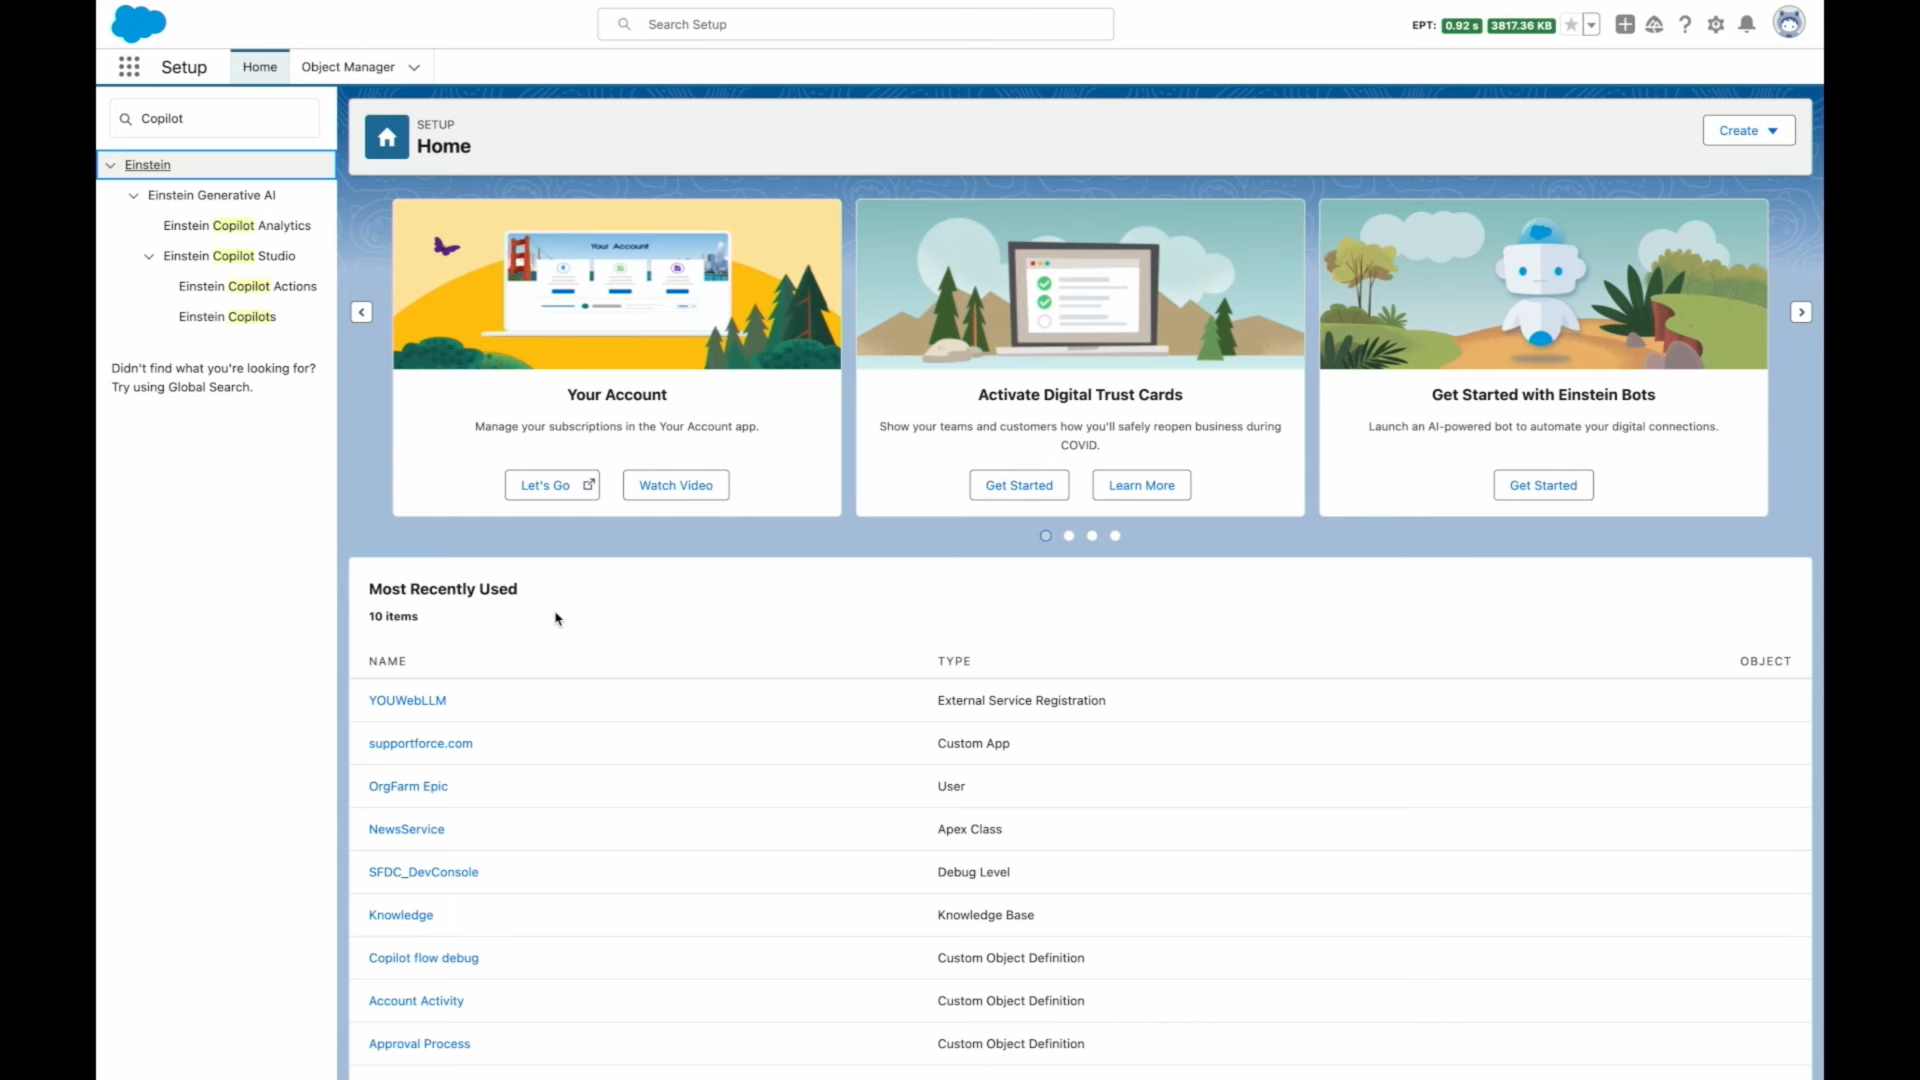 Search Setup
EPT: 0.92 s 3817.36 KB
Setup Home Object Manager
Copilot
Einstein
Einstein Generative AI
Einstein Copilot Analytics
Einstein Copilot Studio
Einstein Copilot Actions
Einstein Copilots
Didn't find what you're looking for?
Try using Global Search.
SETUP
Home
Create
Your Account
Your Account
Manage your subscriptions in the Your Account app.
Let's Go Watch Video
Activate Digital Trust Cards
Show your teams and customers how you'll safely reopen business during
COVID.
Get Started Learn More
Get Started with Einstein Bots
Launch an AI-powered bot to automate your digital connections.
Get Started
Most Recently Used
10 items
NAME TYPE OBJECT
YOUWebLLM External Service Registration
supportforce.com Custom App
OrgFarm Epic User
NewsService Apex Class
SFDC_DevConsole Debug Level
Knowledge Knowledge Base
Copilot flow debug Custom Object Definition
Account Activity Custom Object Definition
Approval Process Custom Object Definition